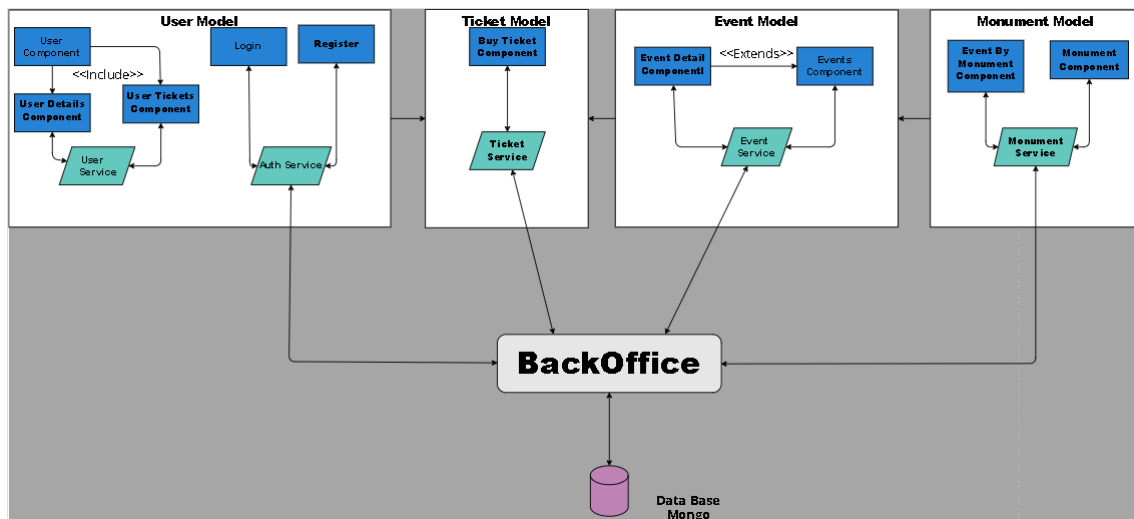 User Model
User
Component
<<Include>>
User Details
Component
User Tickets
Component
User
Service
Login
Register
Auth Service
Ticket Model
Buy Ticket
Component
Ticket
Service
Event Model
Event Detail
Componentl
<<Extends>>
Events
Component
Event
Service
Monument Model
Event By
Monument
Component
Monument
Component
Monument
Service
BackOffice
Data Base
Mongo